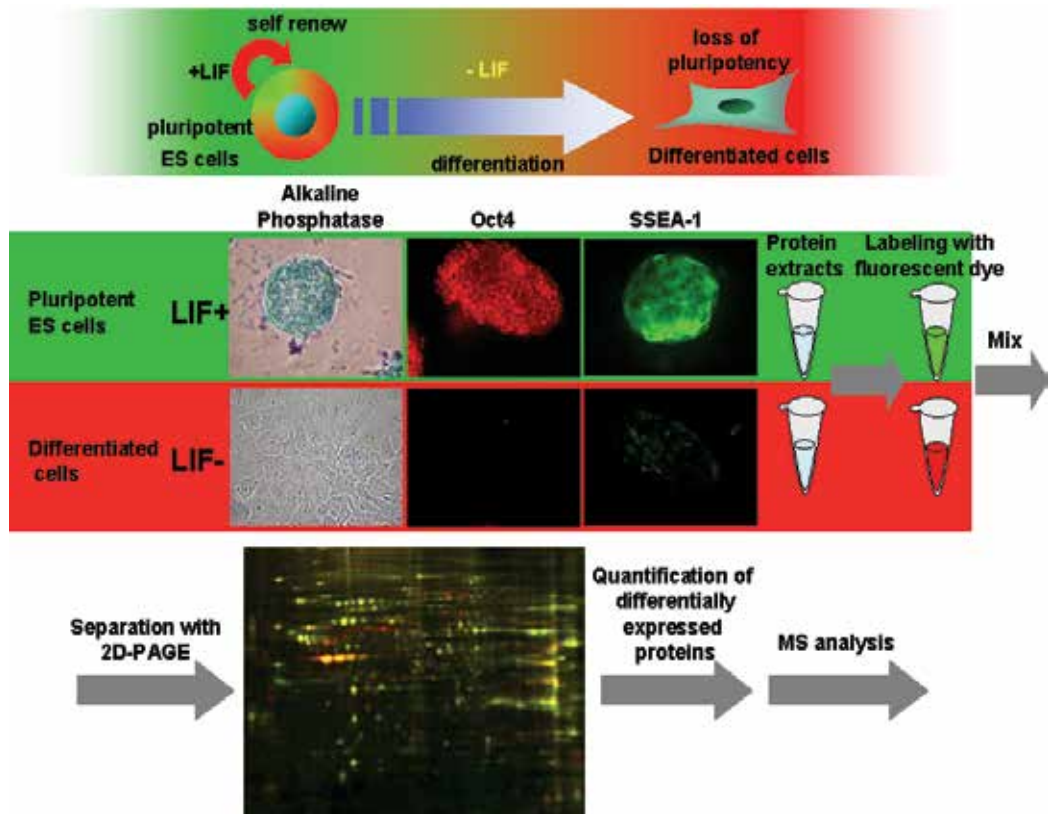 self renew
+LIF
pluripotent
ES cells
- LIF
differentiation
loss of
pluripotency
Differentiated cells
Alkaline
Phosphatase
Oct4
SSEA-1
Protein
extracts
Labeling with
fluorescent dye
Pluripotent
ES cells
LIF+
Mix
Differentiated
cells
LIF-
Separation with
2D-PAGE
Quantification of
differentially
expressed
proteins
MS analysis